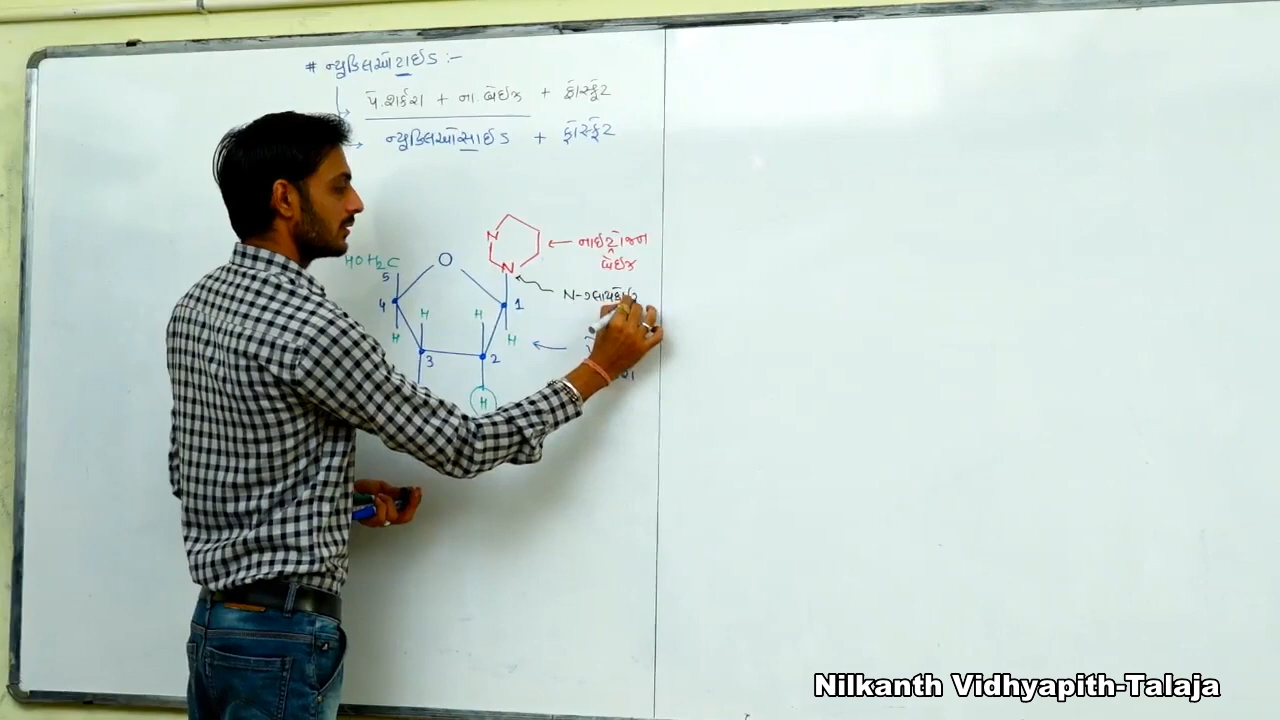 # ન્યુક્લિઓટાઇડ :-
પે.શર્કરા + ના.બેઇઝ + ફોસ્ફેટ
ન્યુક્લિઓસાઇડ + ફોસ્ફેટ
N
નાઇટ્રોજન
બેઇઝ
HOH₂C
O
N
5
N-ગ્લાયકોસિ
4
1
H
H
H
H
3
2
H
Nilkanth Vidhyapith-Talaja